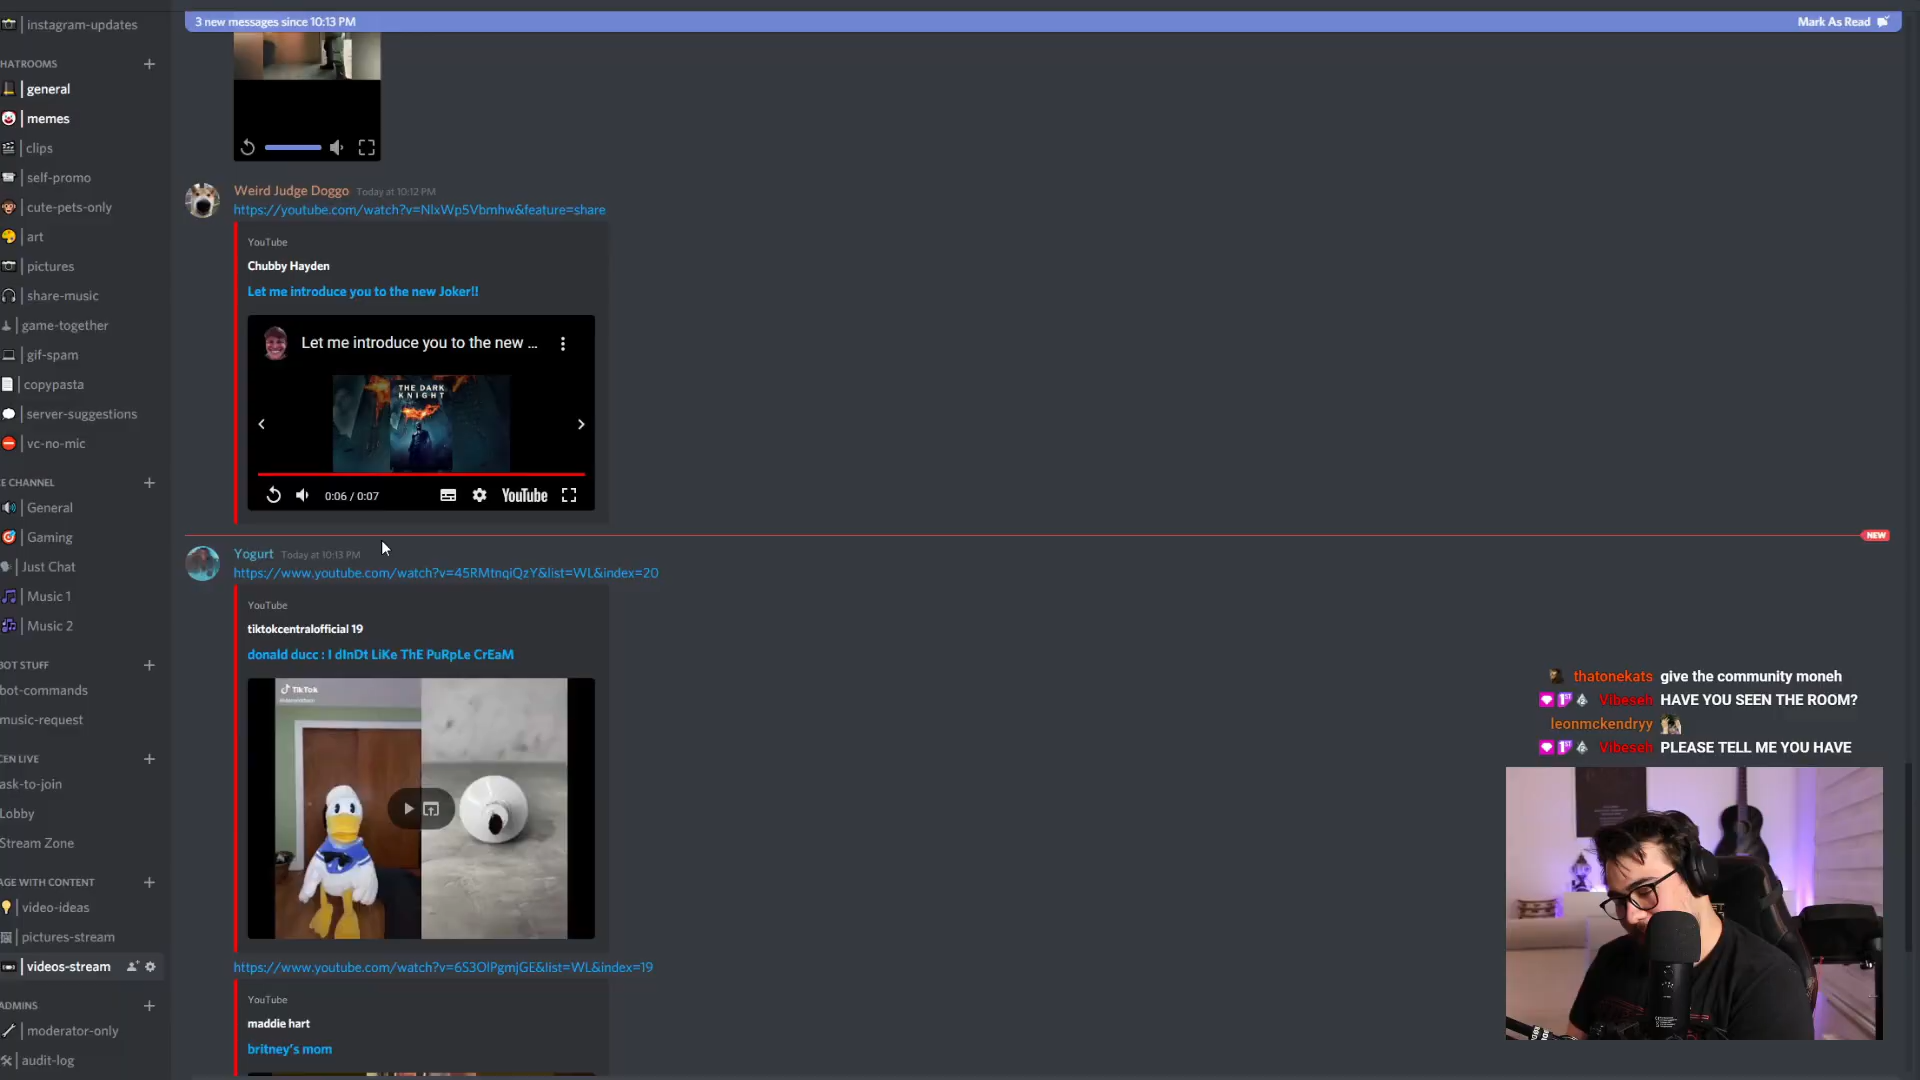 instagram-updates
HATROOMS
general
memes
clips
self-promo
cute-pets-only
art
pictures
share-music
game-together
gif-spam
copypasta
server-suggestions
vc-no-mic
E CHANNEL
General
Gaming
Just Chat
Music 1
Music 2
BOT STUFF
bot-commands
music-request
CEN LIVE
ask-to-join
Lobby
Stream Zone
AGE WITH CONTENT
video-ideas
pictures-stream
videos-stream
ADMINS
moderator-only
audit-log
3 new messages since 10:13 PM
Mark As Read
Weird Judge Doggo Today at 10:12 PM
https://youtube.com/watch?v=NlxWp5Vbmhw&feature=share
YouTube
Chubby Hayden
Let me introduce you to the new Joker!!
Let me introduce you to the new ...
THE DARK
KNIGHT
0:06 / 0:07
YouTube
NEW
Yogurt Today at 10:13 PM
https://www.youtube.com/watch?v=45RMtnqiQzY&list=WL&index=20
YouTube
tiktokcentralofficial 19
donald ducc : I dInDt LiKe ThE PuRpLe CrEaM
TikTok
https://www.youtube.com/watch?v=6S3OlPgmjGE&list=WL&index=19
YouTube
maddie hart
britney's mom
thatonekats give the community moneh
Vibeseh HAVE YOU SEEN THE ROOM?
leonmckendryy
Vibeseh PLEASE TELL ME YOU HAVE